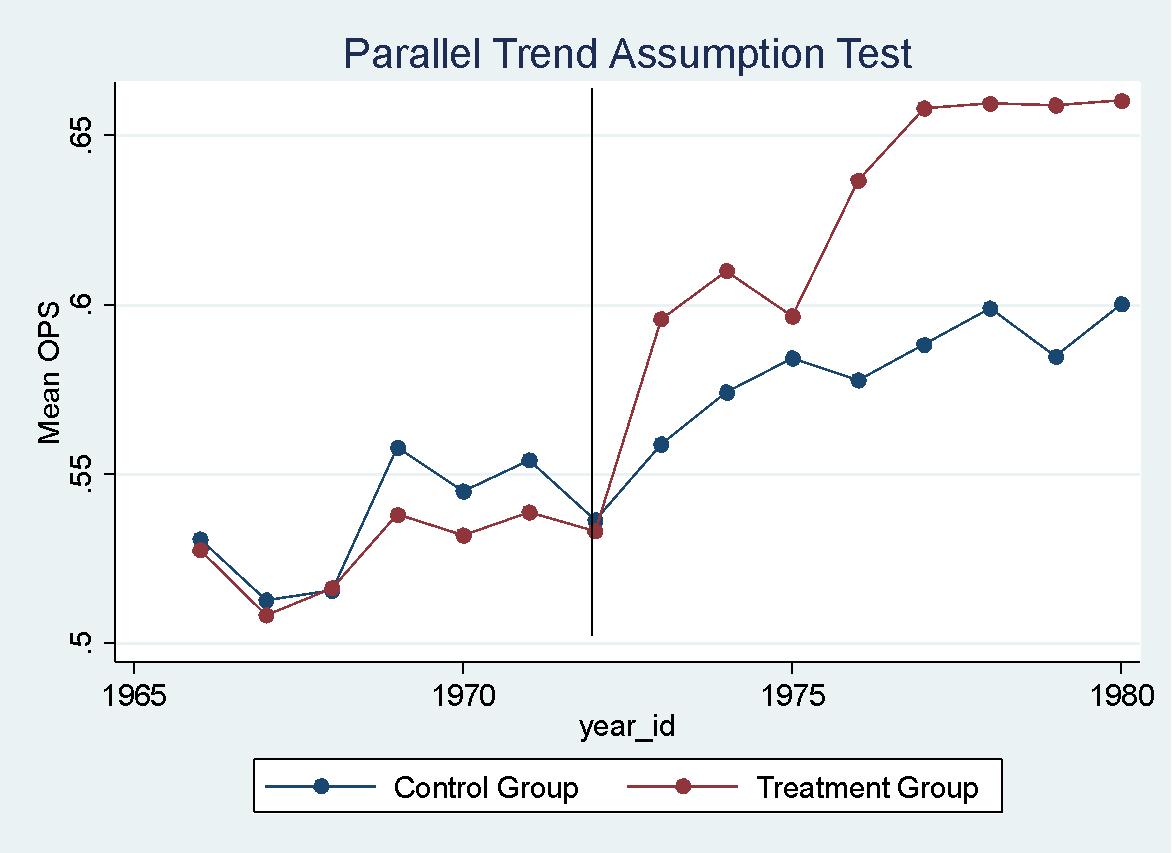 Parallel Trend Assumption Test
Mean OPS
.65
.6
.55
.5
1965 1970 1975 1980
year_id
Control Group Treatment Group